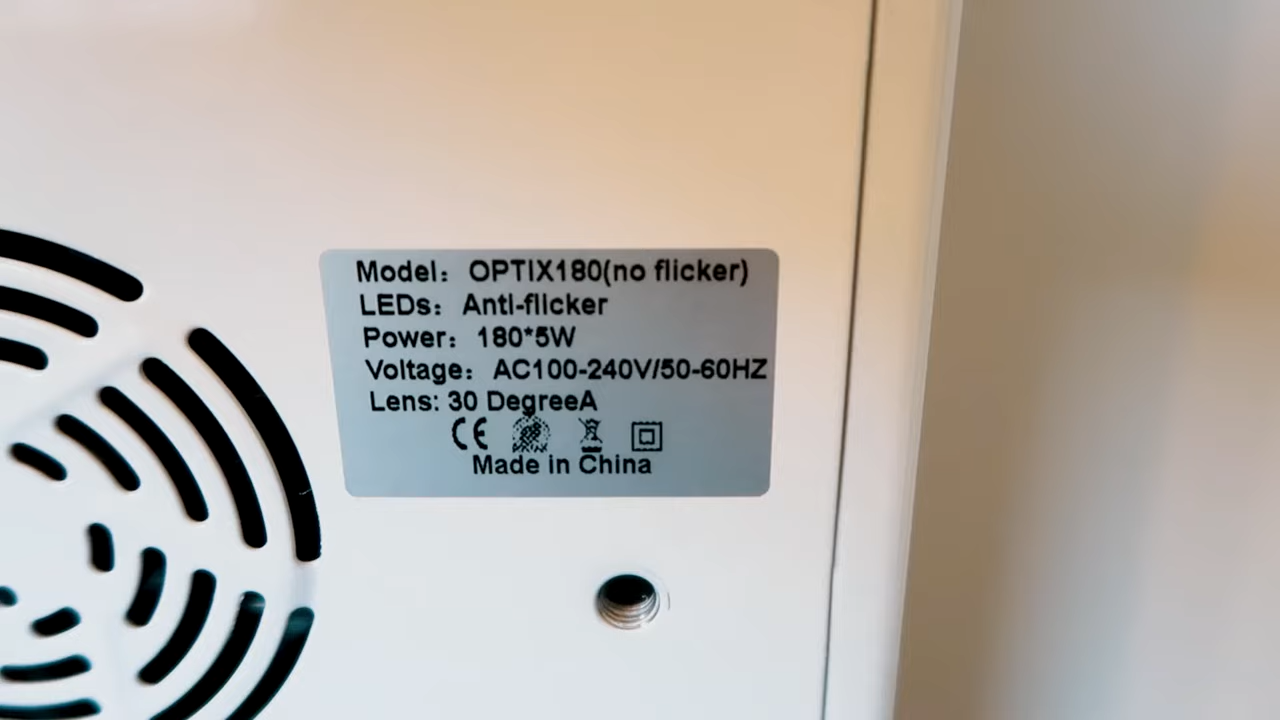 Model: OPTIX180(no flicker)
LEDs: Anti-flicker
Power: 180*5W
Voltage: AC100-240V/50-60HZ
Lens: 30 DegreeA
CE
Made in China